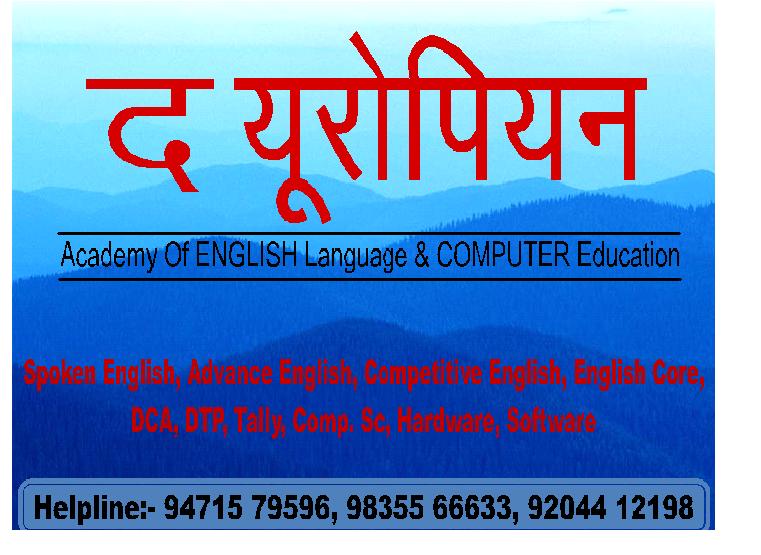 द यूरोपियन
Academy Of ENGLISH Language & COMPUTER Education
Spoken English, Advance English, Competitive English, English Core,
DCA, DTP, Tally, Comp. Sc, Hardware, Software
Helpline:- 94715 79596, 98355 66633, 92044 12198